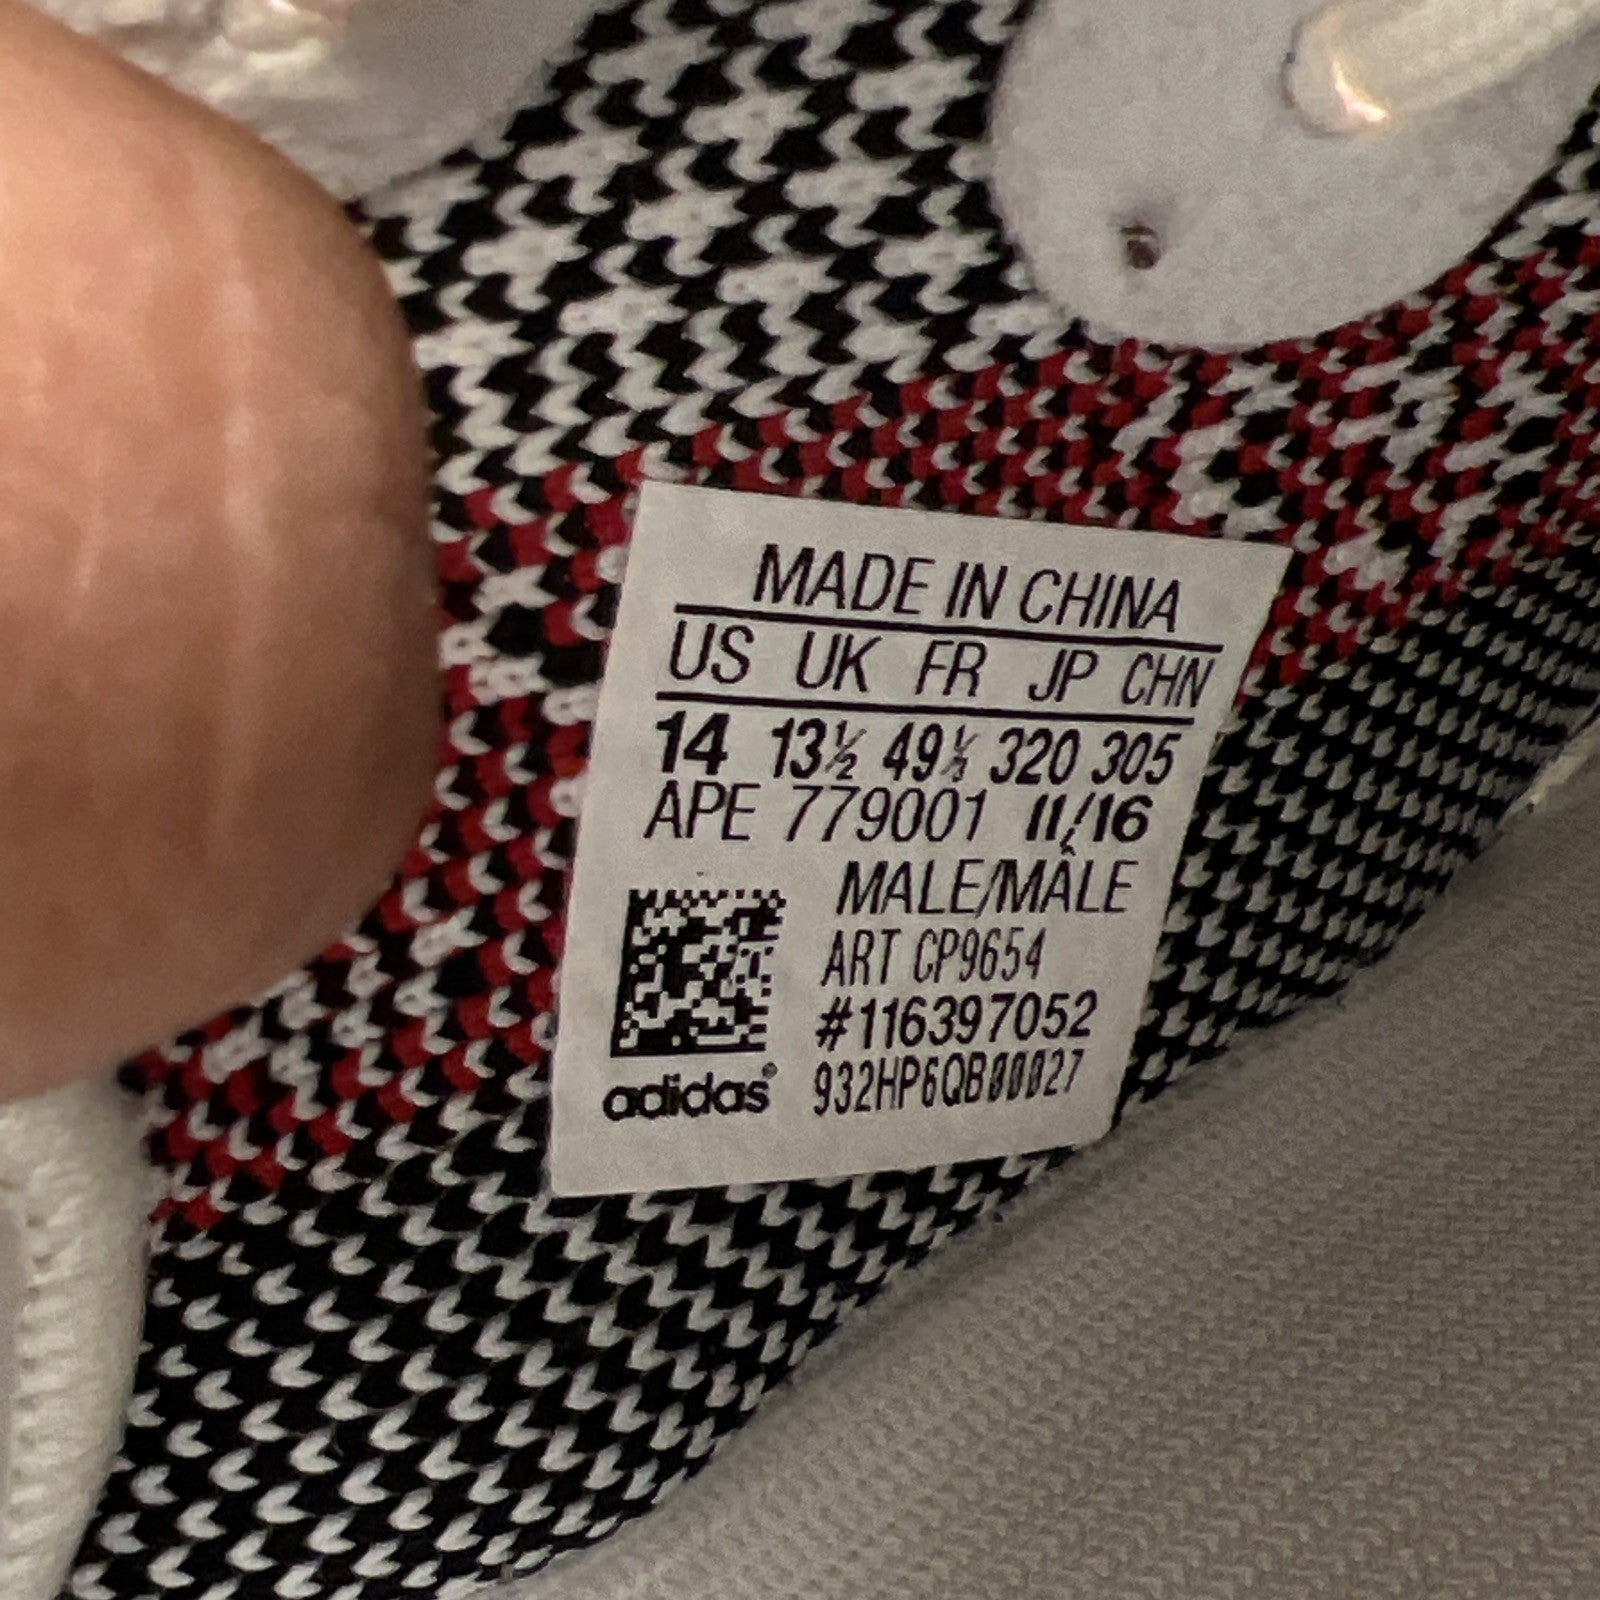 MADE IN CHINA
US UK FR JP CHN
14 13½ 49⅓ 320 305
APE 779001 11/16
MALE/MÂLE
ART CP9654
#116397052
932HP6QB00027
adidas®